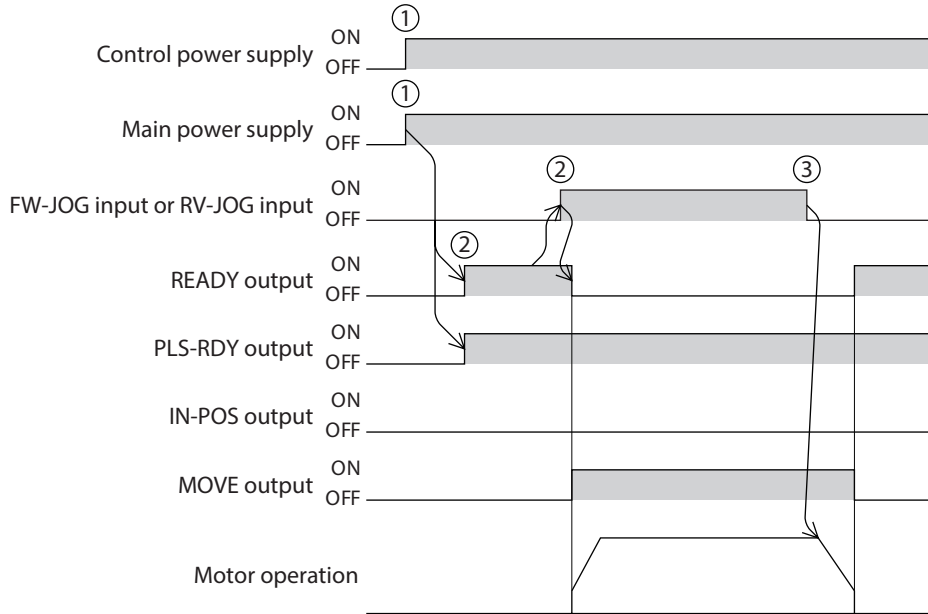 ①
Control power supply ON
OFF
①
Main power supply ON
OFF
② ③
FW-JOG input or RV-JOG input ON
OFF
②
READY output ON
OFF
PLS-RDY output ON
OFF
IN-POS output ON
OFF
MOVE output ON
OFF
Motor operation